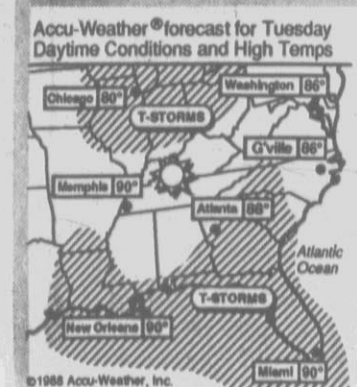 Accu-Weather® forecast for Tuesday
Daytime Conditions and High Temps
Washington 86°
Chicago 80°
T-STORMS
G'ville 86°
Memphis 90°
Atlanta 88°
Atlantic
Ocean
T-STORMS
New Orleans 90°
Miami 90°
©1988 Accu-Weather, Inc.